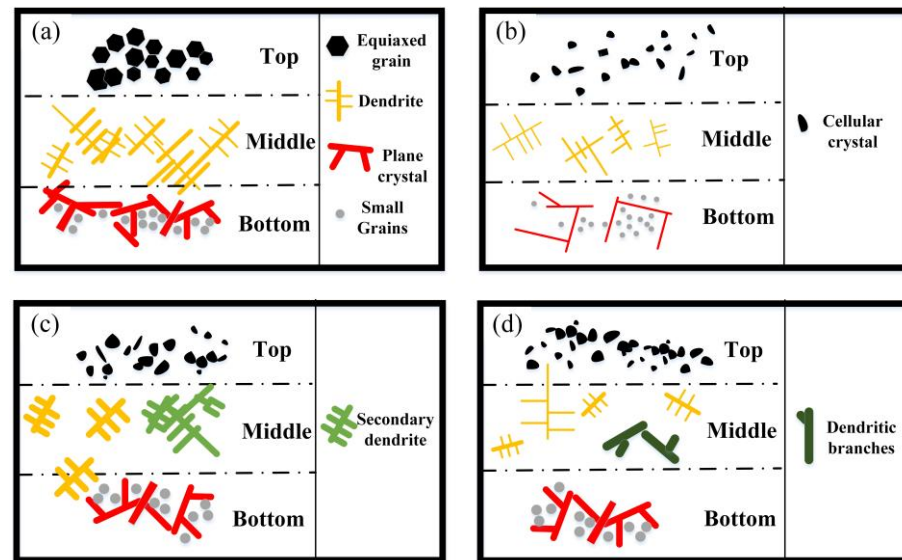 (a)
Top
Middle
Bottom
Equiaxed
grain
Dendrite
Plane
crystal
Small
Grains
(b)
Top
Middle
Bottom
Cellular
crystal
(c)
Top
Middle
Bottom
Secondary
dendrite
(d)
Top
Middle
Bottom
Dendritic
branches